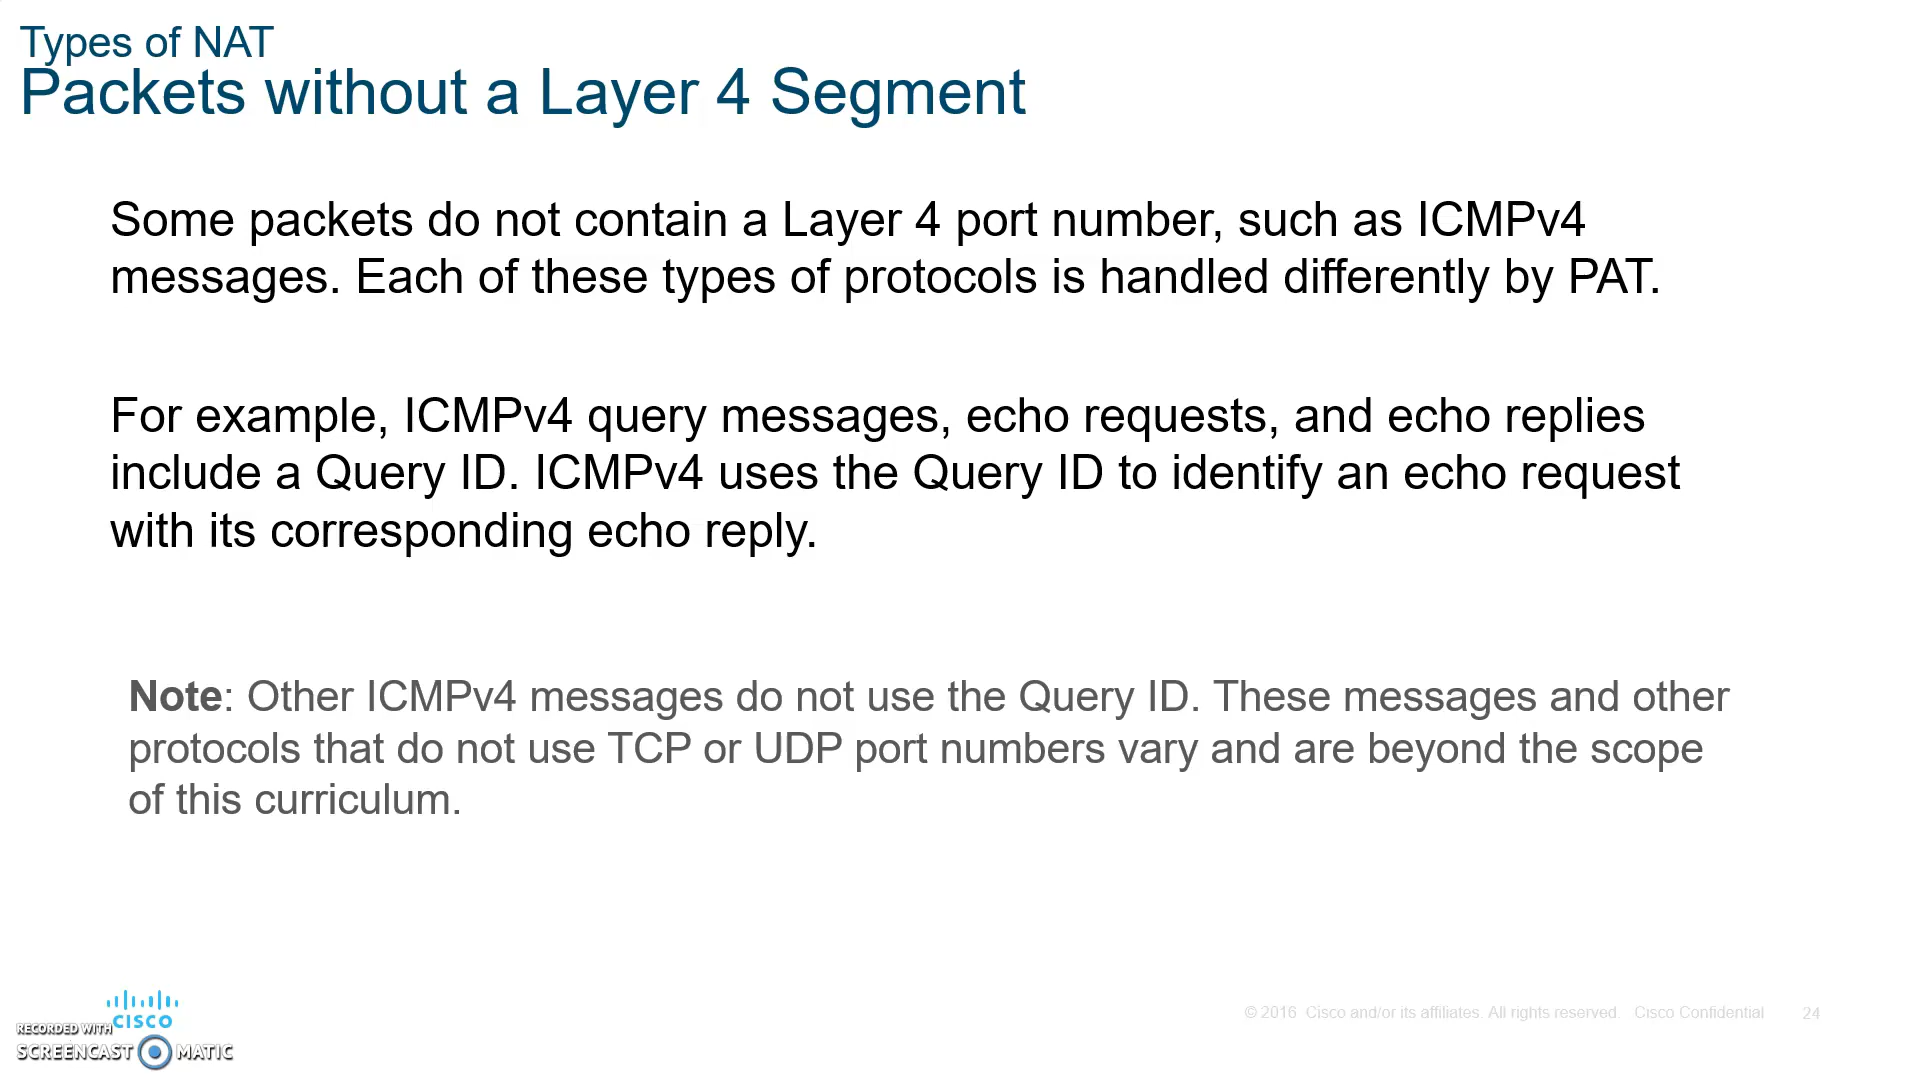 Types of NAT
Packets without a Layer 4 Segment
Some packets do not contain a Layer 4 port number, such as ICMPv4
messages. Each of these types of protocols is handled differently by PAT.
For example, ICMPv4 query messages, echo requests, and echo replies
include a Query ID. ICMPv4 uses the Query ID to identify an echo request
with its corresponding echo reply.
Note: Other ICMPv4 messages do not use the Query ID. These messages and other
protocols that do not use TCP or UDP port numbers vary and are beyond the scope
of this curriculum.
CISCO
RECORDED WITH
SCREENCAST MATIC
© 2016 Cisco and/or its affiliates. All rights reserved. Cisco Confidential 24